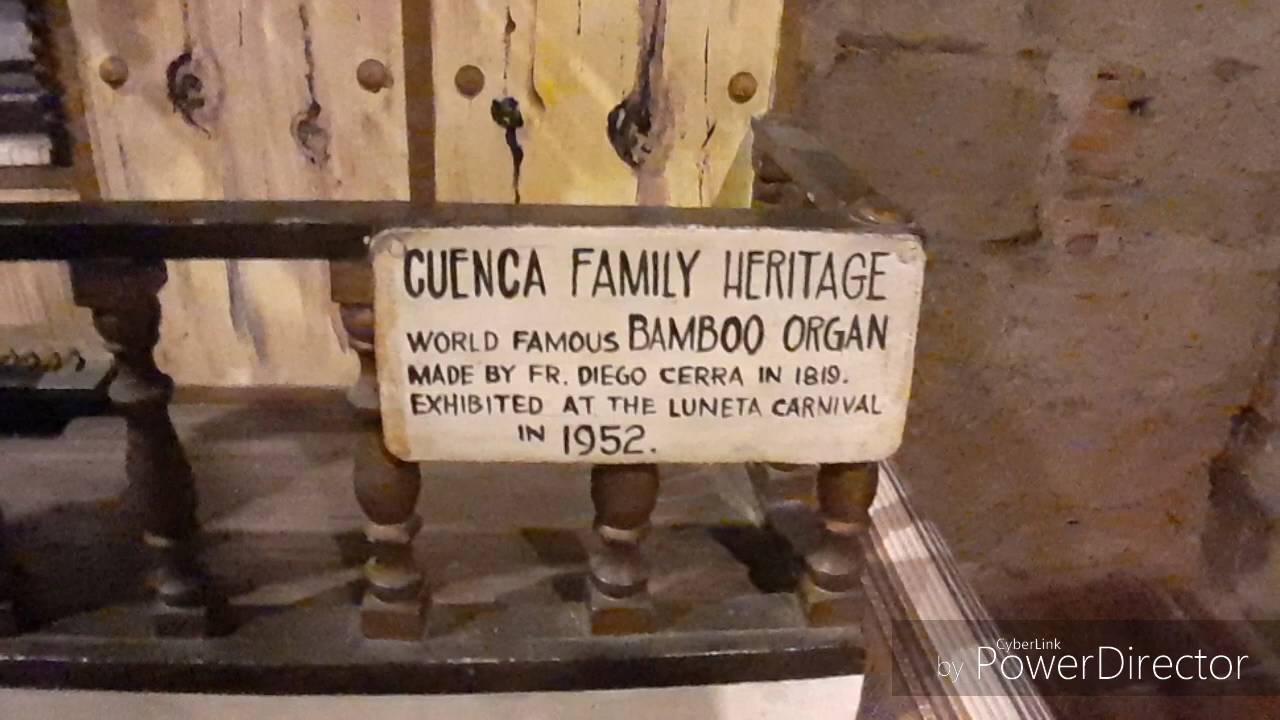 CUENCA FAMILY HERITAGE
WORLD FAMOUS BAMBOO ORGAN
MADE BY FR. DIEGO CERRA IN 1819.
EXHIBITED AT THE LUNETA CARNIVAL
IN 1952.
CyberLink
by PowerDirector